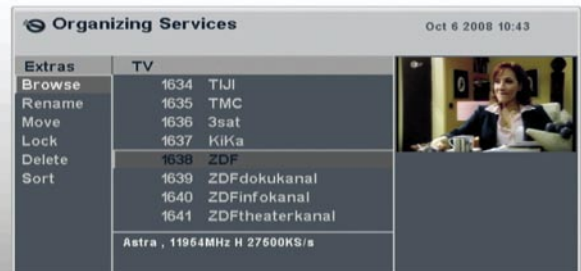 Organizing Services
Oct 6 2008 10:43
Extras
TV
Browse
Rename
Move
Lock
Delete
Sort
1634 TIJI
1635 TMC
1636 3sat
1637 KiKa
1638 ZDF
1639 ZDFdokukanal
1640 ZDFinfokanal
1641 ZDFtheaterkanal
Astra , 11954MHz H 27500KS/s